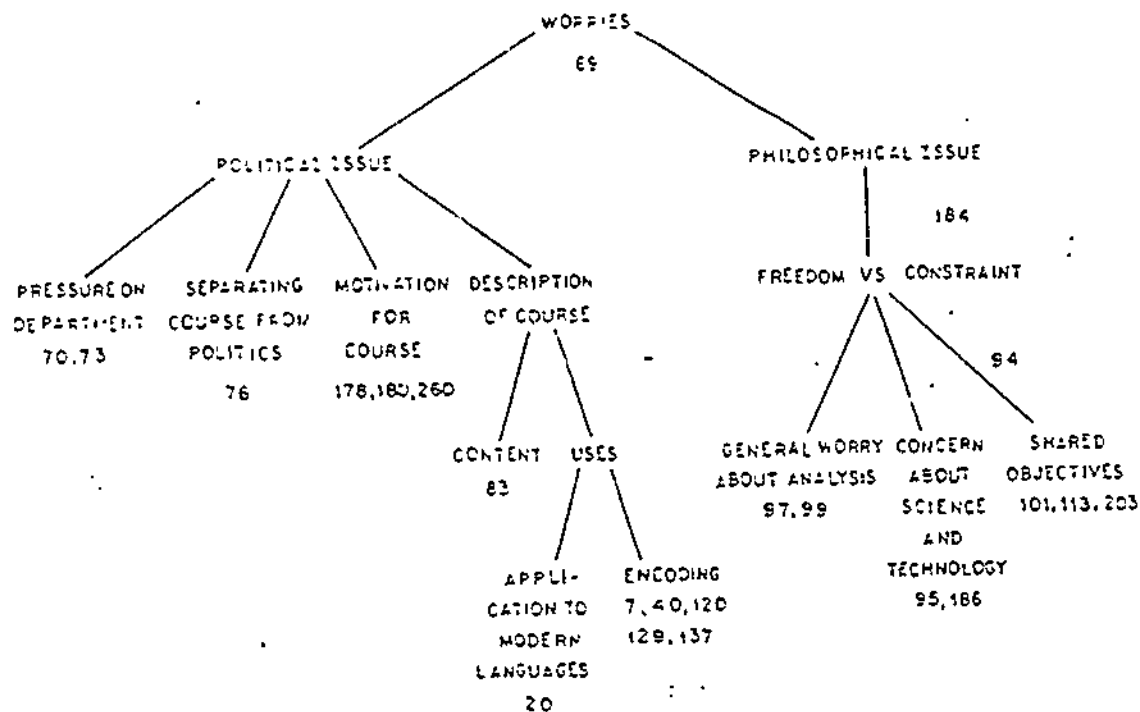 WORRIES
69
POLITICAL ISSUE
PHILOSOPHICAL ISSUE
184
PRESSURE ON
DEPARTMENT
70,73
SEPARATING
COURSE FROM
POLITICS
76
MOTIVATION
FOR
COURSE
178,180,260
DESCRIPTION
OF COURSE
FREEDOM VS CONSTRAINT
94
CONTENT
83
USES
GENERAL WORRY
ABOUT ANALYSIS
97,99
CONCERN
ABOUT
SCIENCE
AND
TECHNOLOGY
95,186
SHARED
OBJECTIVES
101,113,203
APPLI-
CATION TO
MODERN
LANGUAGES
20
ENCODING
7,40,120
129,137